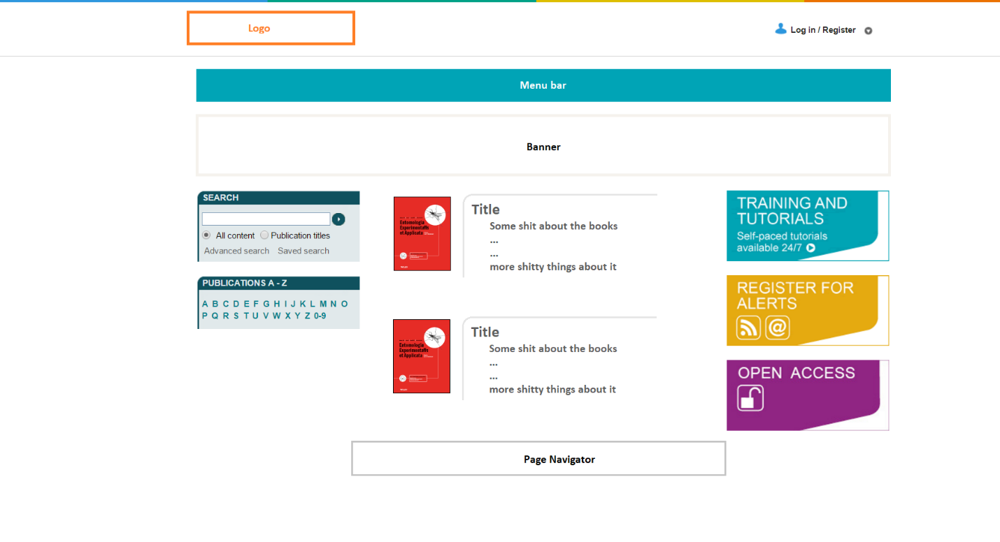 Logo
Log in / Register
Menu bar
Banner
SEARCH
All content Publication titles
Advanced search Saved search
PUBLICATIONS A - Z
A B C D E F G H I J K L M N O
P Q R S T U V W X Y Z 0-9
Entomologia
Experimentalis
et Applicata
WILEY
Title
Some shit about the books
...
...
more shitty things about it
Entomologia
Experimentalis
et Applicata
WILEY
Title
Some shit about the books
...
...
more shitty things about it
TRAINING AND
TUTORIALS
Self-paced tutorials
available 24/7
REGISTER FOR
ALERTS
@
OPEN ACCESS
Page Navigator